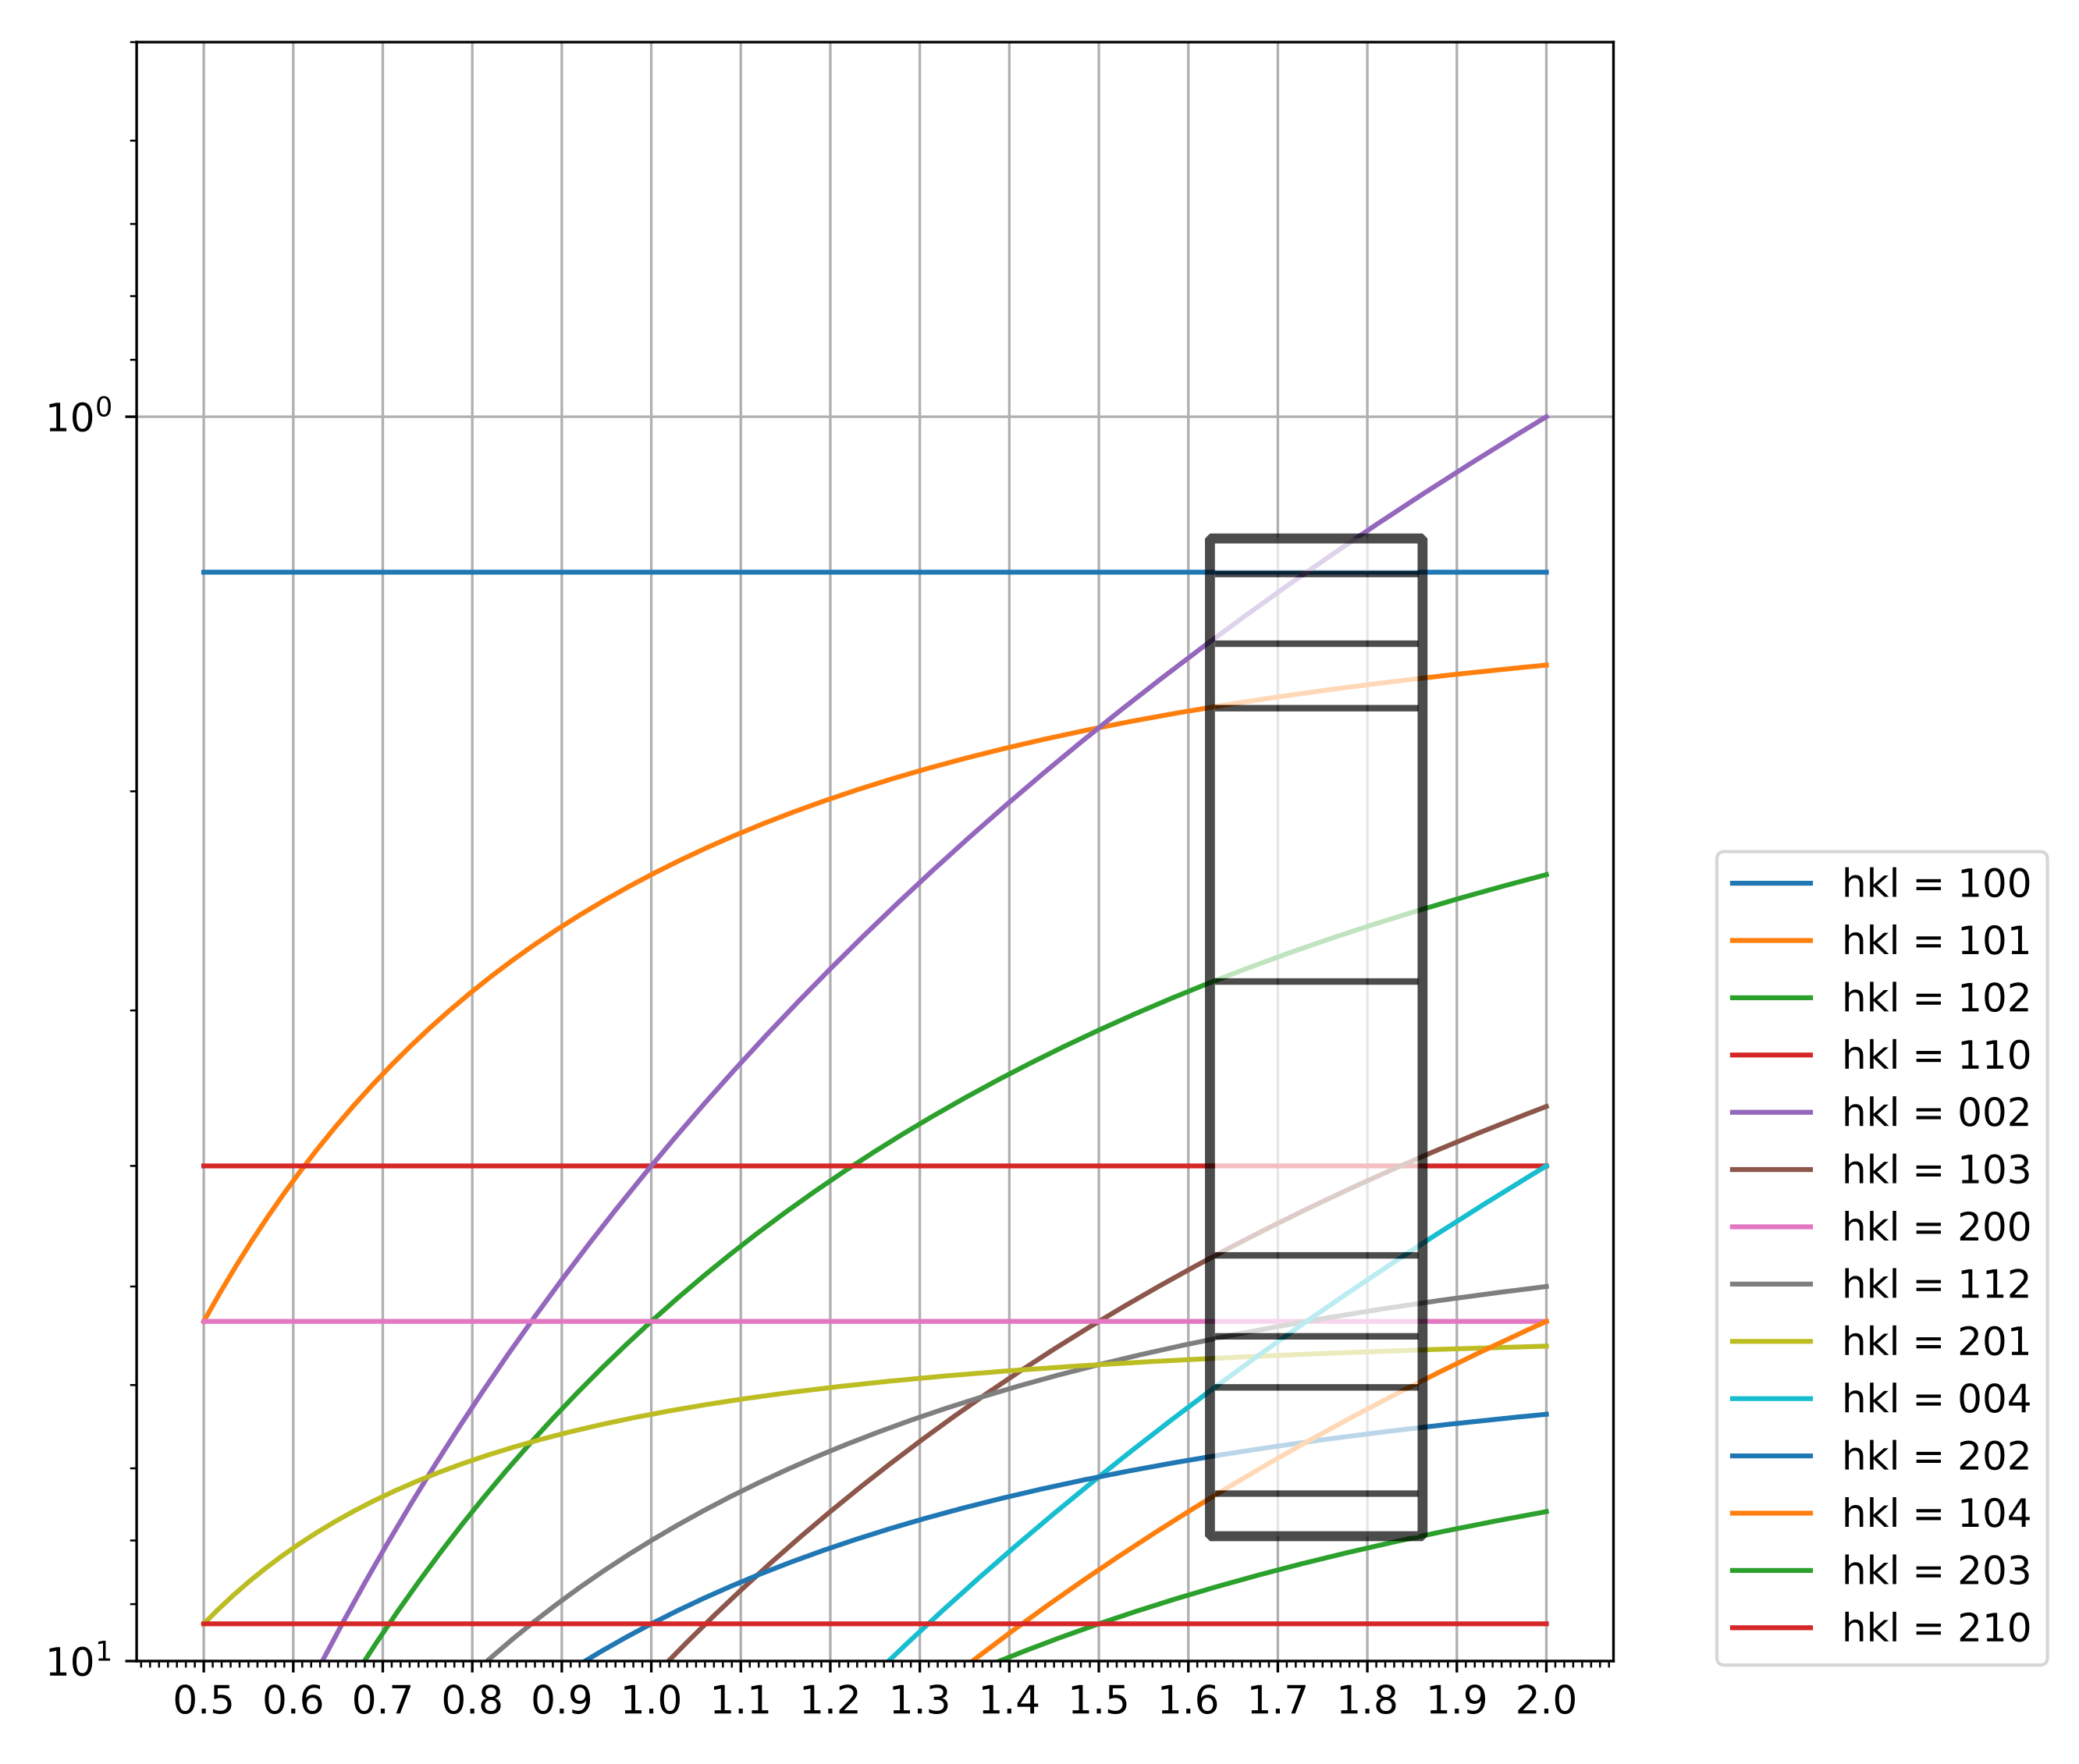 10⁰
10¹
0.5 0.6 0.7 0.8 0.9 1.0 1.1 1.2 1.3 1.4 1.5 1.6 1.7 1.8 1.9 2.0
hkl = 100
hkl = 101
hkl = 102
hkl = 110
hkl = 002
hkl = 103
hkl = 200
hkl = 112
hkl = 201
hkl = 004
hkl = 202
hkl = 104
hkl = 203
hkl = 210